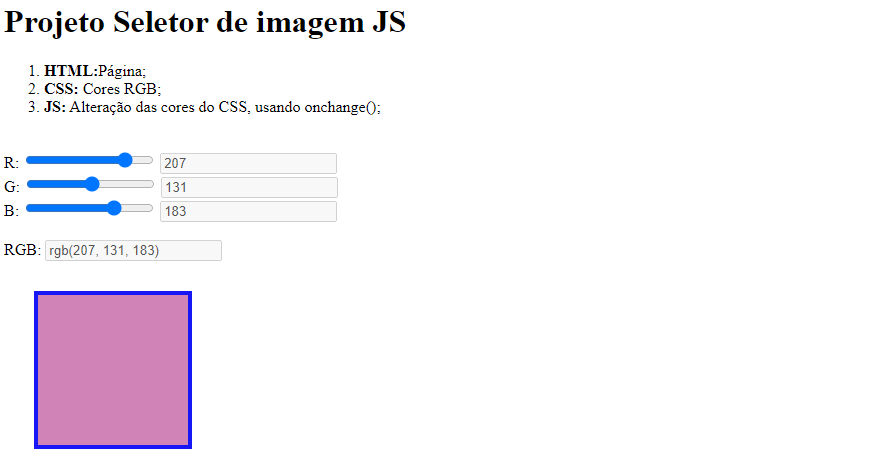 Projeto Seletor de imagem JS
1. HTML:Página;
2. CSS: Cores RGB;
3. JS: Alteração das cores do CSS, usando onchange();
R: 207
G: 131
B: 183
RGB: rgb(207, 131, 183)